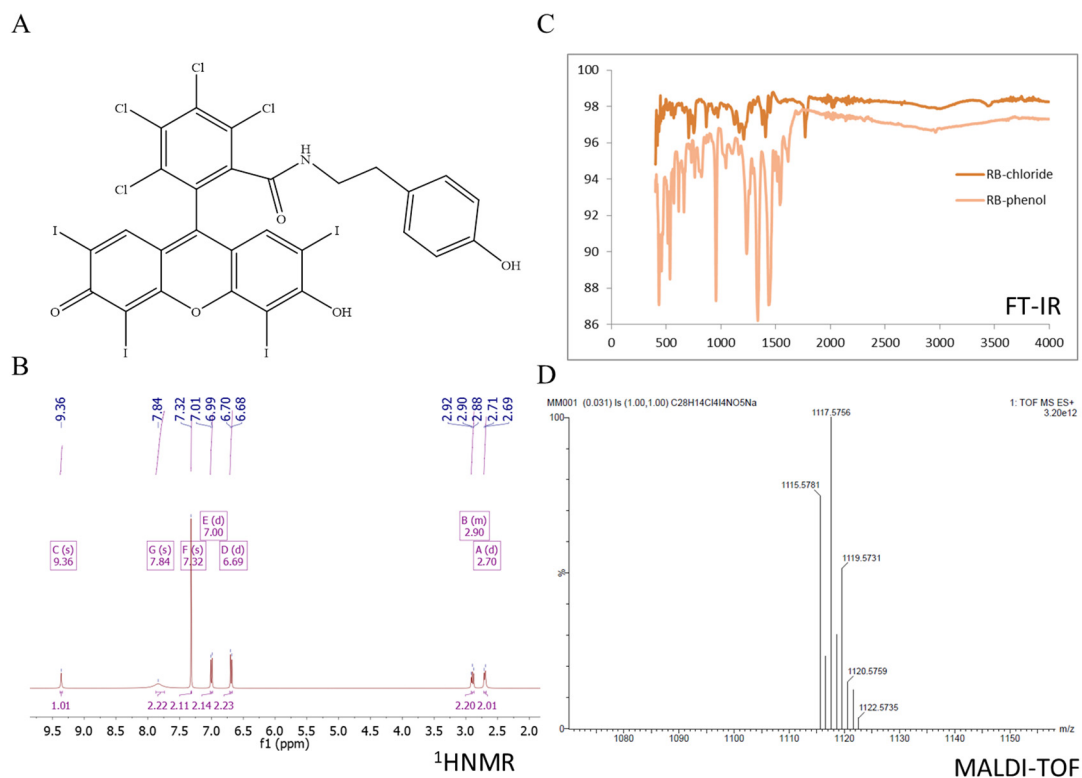 A
Cl
Cl
Cl
Cl
H
N
O
OH
I
I
O
O
OH
I
I
B
9.36
7.84
7.32
7.01
6.99
6.70
6.68
2.92
2.90
2.88
2.71
2.69
E (d)
7.00
B (m)
2.90
C (s)
9.36
G (s)
7.84
F (s)
7.32
D (d)
6.69
A (d)
2.70
1.01
2.22
2.11
2.14
2.23
2.20
2.01
9.5 9.0 8.5 8.0 7.5 7.0 6.5 6.0 5.5 5.0 4.5 4.0 3.5 3.0 2.5 2.0
f1 (ppm)
1HNMR
C
100
98
96
94
92
90
88
86
0 500 1000 1500 2000 2500 3000 3500 4000
RB-chloride
RB-phenol
FT-IR
D
MM001 (0.031) Is (1.00,1.00) C28H14Cl4I4NO5Na
1: TOF MS ES+
3.20e12
100
1117.5756
1115.5781
1119.5731
%
1120.5759
1122.5735
0
m/z
1080 1090 1100 1110 1120 1130 1140 1150
MALDI-TOF